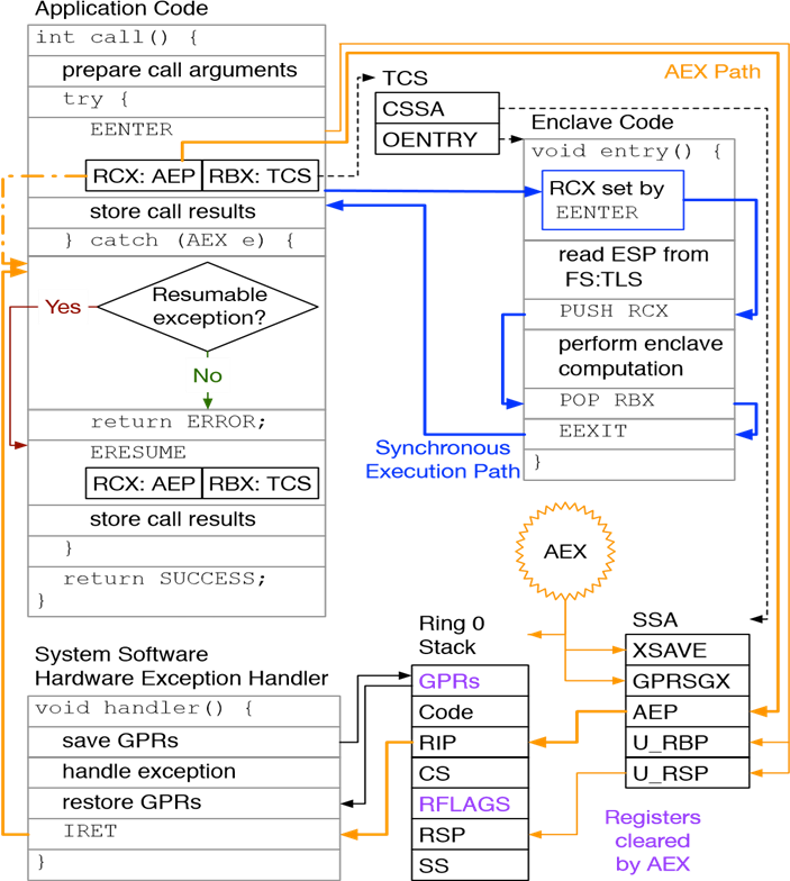 Application Code
int call() {
prepare call arguments
try {
EENTER
RCX: AEP RBX: TCS
store call results
} catch (AEX e) {
Resumable
exception?
Yes
No
return ERROR;
ERESUME
RCX: AEP RBX: TCS
store call results
}
return SUCCESS;
}
AEX Path
TCS
CSSA
OENTRY
Enclave Code
void entry() {
RCX set by
EENTER
read ESP from
FS:TLS
PUSH RCX
perform enclave
computation
POP RBX
EEXIT
}
Synchronous
Execution Path
AEX
System Software
Hardware Exception Handler
void handler() {
save GPRs
handle exception
restore GPRs
IRET
}
Ring 0
Stack
GPRs
Code
RIP
CS
RFLAGS
RSP
SS
SSA
XSAVE
GPRSGX
AEP
U_RBP
U_RSP
Registers
cleared
by AEX